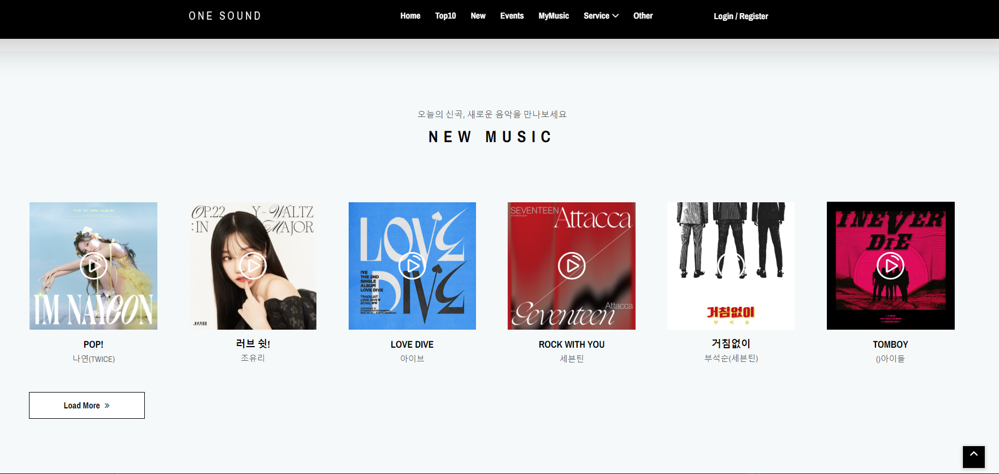 ONE SOUND
Home Top10 New Events MyMusic Service Other
Login / Register
오늘의 신곡, 새로운 음악을 만나보세요
NEW MUSIC
THE 1ST MINI ALBUM
IM NAYEON
OP.22 Y-WALTZ
: IN MAJOR
JOYURI
LOVE
DIVE
IVE
THE 2ND
SINGLE
ALBUM
LOVE DIVE
TRACKLIST
LOVE DIVE♥
ROYAL♥♥
SEVENTEEN
Attacca
Attacca
Seventeen
거침없이
부 석 순
I NEVER
DIE
POP!
나연(TWICE)
러브 쉿!
조유리
LOVE DIVE
아이브
ROCK WITH YOU
세븐틴
거침없이
부석순(세븐틴)
TOMBOY
()아이들
Load More »